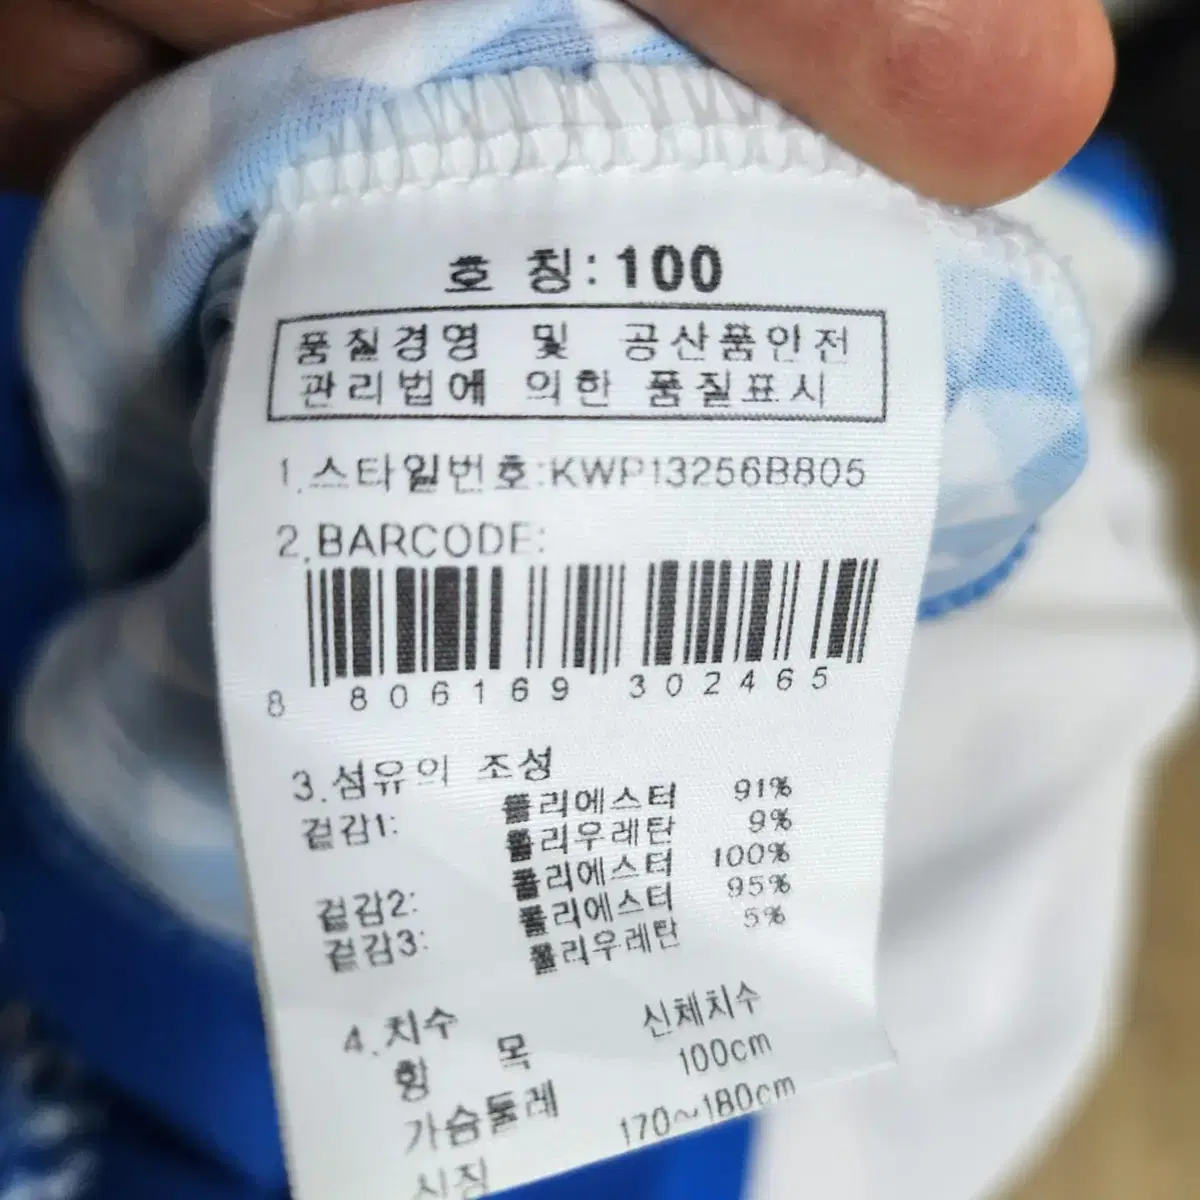 호 칭:100
품질경영 및 공산품안전
관리법에 의한 품질표시
1.스타일번호:KWP13256B805
2.BARCODE:
8 806169 302465
3.섬유의 조성
겉감1: 폴리에스터 91%
폴리우레탄 9%
겉감2: 폴리에스터 100%
겉감3: 폴리에스터 95%
폴리우레탄 5%
4.치수
항 목 신체치수
가슴둘레 100cm
신장 170~180cm